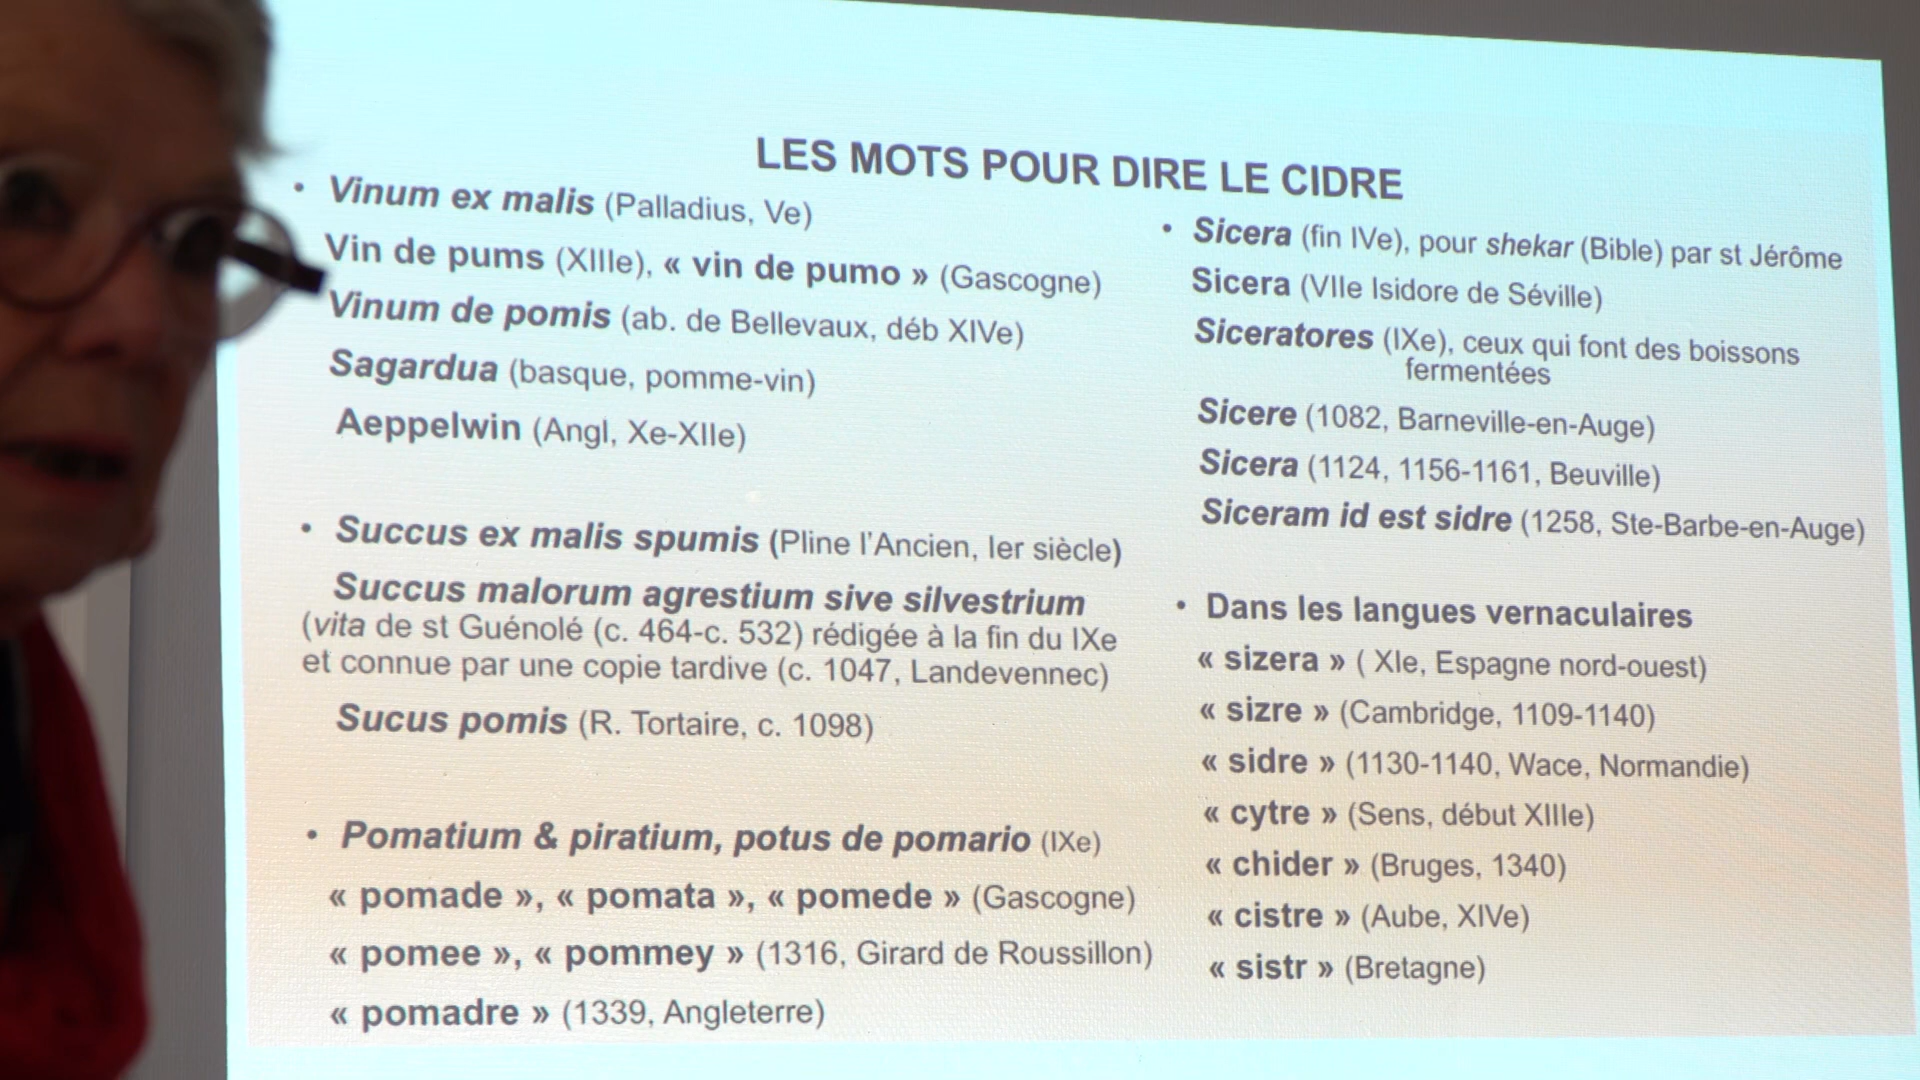 LES MOTS POUR DIRE LE CIDRE
• Vinum ex malis (Palladius, Ve)
Vin de pums (XIIIe), « vin de pumo » (Gascogne)
Vinum de pomis (ab. de Bellevaux, déb XIVe)
Sagardua (basque, pomme-vin)
Aeppelwin (Angl, Xe-XIIe)
• Succus ex malis spumis (Pline l'Ancien, Ier siècle)
Succus malorum agrestium sive silvestrium
(vita de st Guénolé (c. 464-c. 532) rédigée à la fin du IXe
et connue par une copie tardive (c. 1047, Landevennec)
Sucus pomis (R. Tortaire, c. 1098)
• Pomatium & piratium, potus de pomario (IXe)
« pomade », « pomata », « pomede » (Gascogne)
« pomee », « pommey » (1316, Girard de Roussillon)
« pomadre » (1339, Angleterre)
• Sicera (fin IVe), pour shekar (Bible) par st Jérôme
Sicera (VIIe Isidore de Séville)
Siceratores (IXe), ceux qui font des boissons
fermentées
Sicere (1082, Barneville-en-Auge)
Sicera (1124, 1156-1161, Beuville)
Siceram id est sidre (1258, Ste-Barbe-en-Auge)
• Dans les langues vernaculaires
« sizera » ( XIe, Espagne nord-ouest)
« sizre » (Cambridge, 1109-1140)
« sidre » (1130-1140, Wace, Normandie)
« cytre » (Sens, début XIIIe)
« chider » (Bruges, 1340)
« cistre » (Aube, XIVe)
« sistr » (Bretagne)